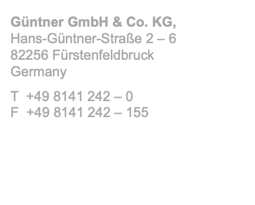 Güntner GmbH & Co. KG,
Hans-Güntner-Straße 2 – 6
82256 Fürstenfeldbruck
Germany
T +49 8141 242 – 0
F +49 8141 242 – 155